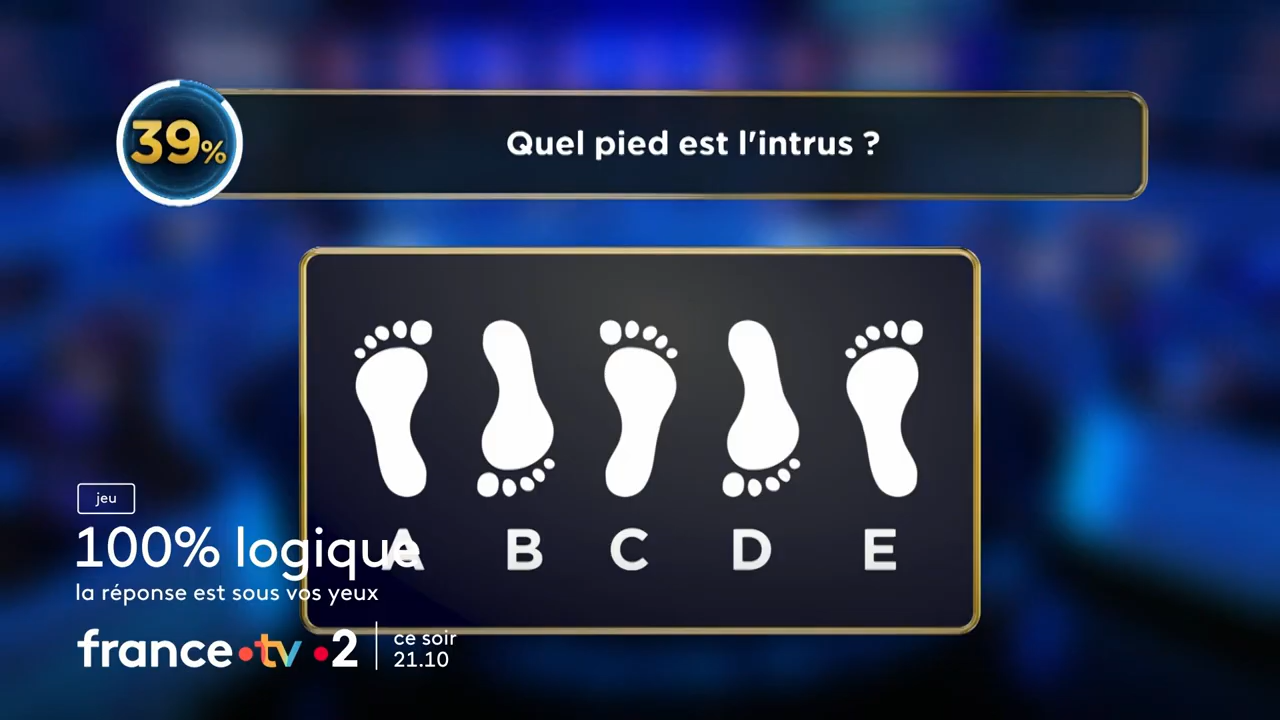 39%
Quel pied est l'intrus ?
A B C D E
jeu
100% logique
la réponse est sous vos yeux
france•tv •2
ce soir
21.10